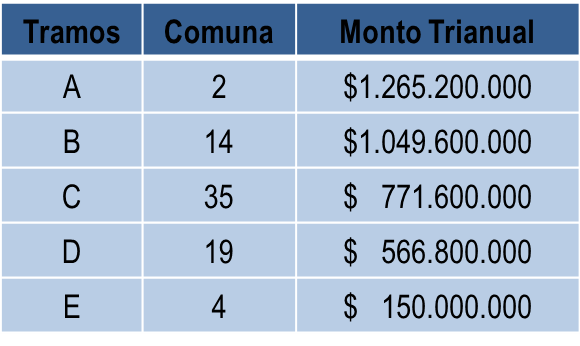 Tramos Comuna Monto Trianual
A 2 $1.265.200.000
B 14 $1.049.600.000
C 35 $ 771.600.000
D 19 $ 566.800.000
E 4 $ 150.000.000